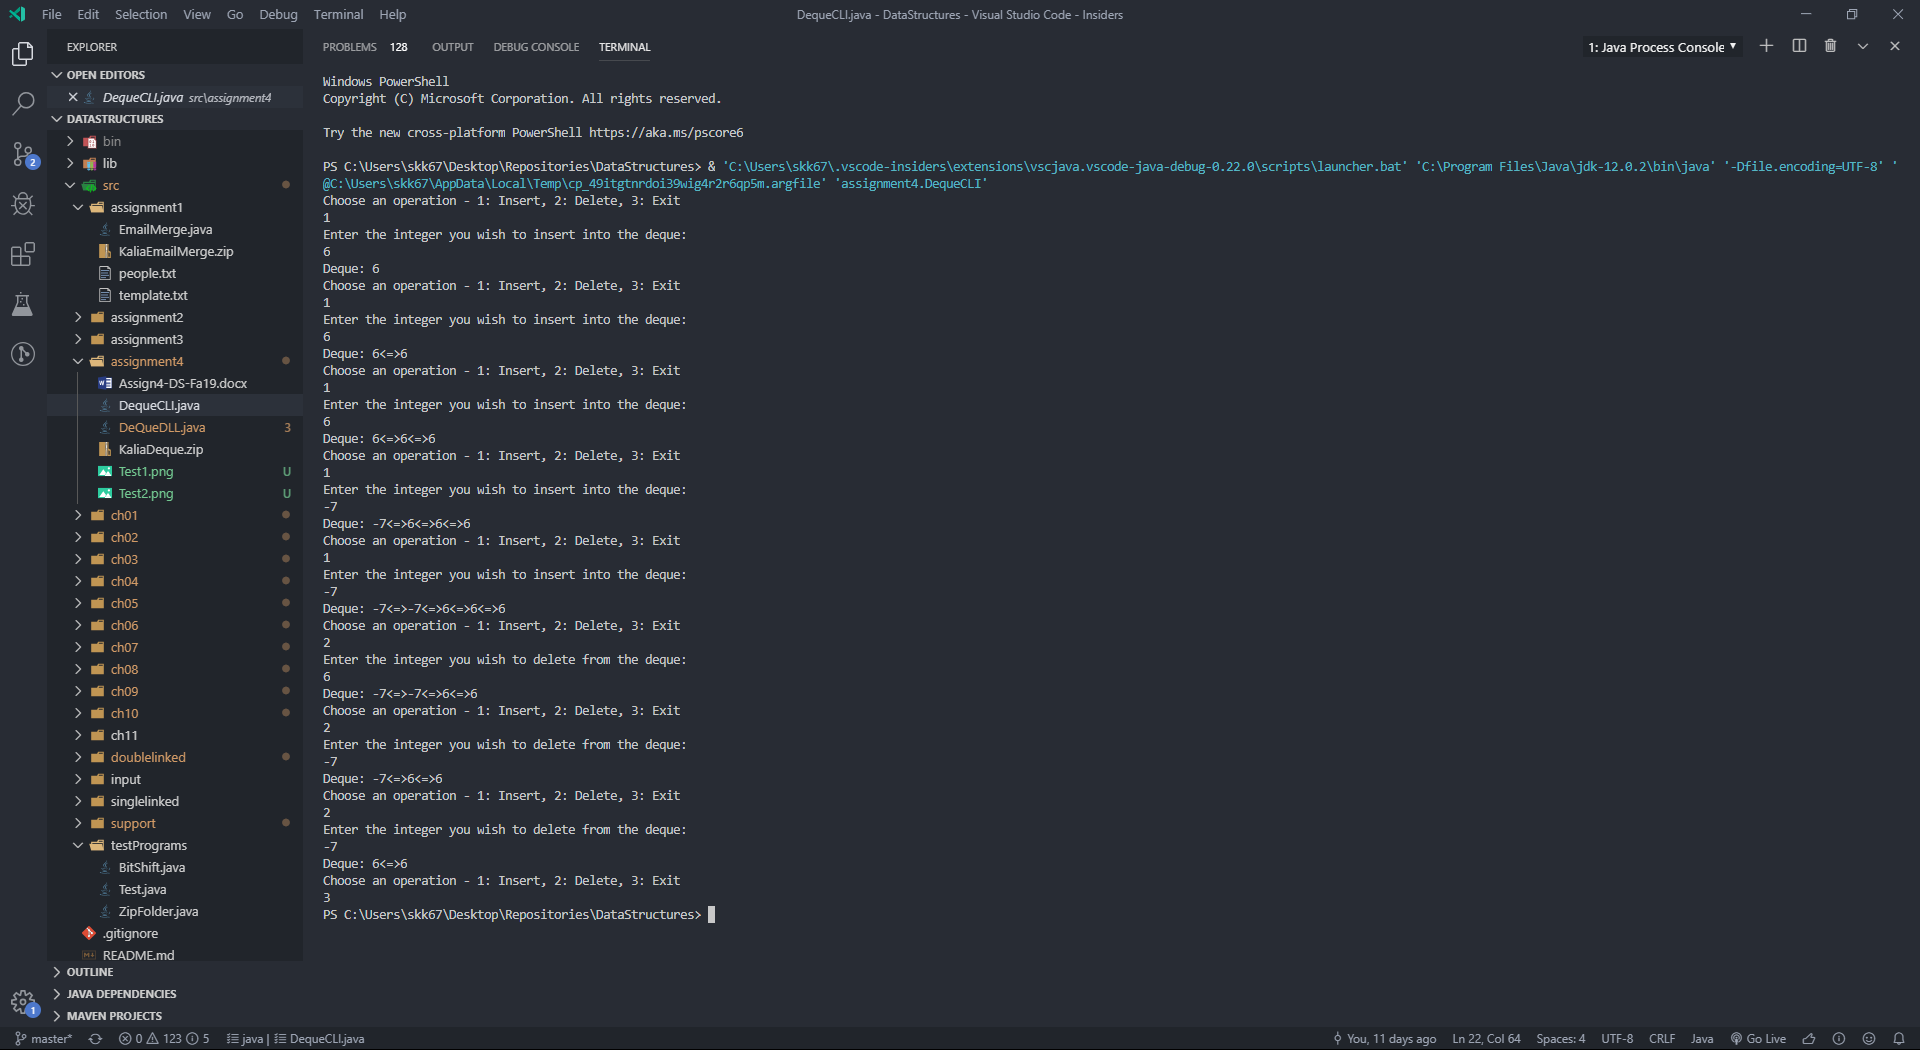 File Edit Selection View Go Debug Terminal Help
DequeCLI.java - DataStructures - Visual Studio Code - Insiders
EXPLORER
OPEN EDITORS
DequeCLI.java src\assignment4
DATASTRUCTURES
bin
lib
src
assignment1
EmailMerge.java
KaliaEmailMerge.zip
people.txt
template.txt
assignment2
assignment3
assignment4
Assign4-DS-Fa19.docx
DequeCLI.java
DeQueDLL.java 3
KaliaDeque.zip
Test1.png U
Test2.png U
ch01
ch02
ch03
ch04
ch05
ch06
ch07
ch08
ch09
ch10
ch11
doublelinked
input
singlelinked
support
testPrograms
BitShift.java
Test.java
ZipFolder.java
.gitignore
README.md
OUTLINE
JAVA DEPENDENCIES
MAVEN PROJECTS
2
1
PROBLEMS 128 OUTPUT DEBUG CONSOLE TERMINAL
1: Java Process Console
Windows PowerShell
Copyright (C) Microsoft Corporation. All rights reserved.
Try the new cross-platform PowerShell https://aka.ms/pscore6
PS C:\Users\skk67\Desktop\Repositories\DataStructures> & 'C:\Users\skk67\.vscode-insiders\extensions\vscjava.vscode-java-debug-0.22.0\scripts\launcher.bat' 'C:\Program Files\Java\jdk-12.0.2\bin\java' '-Dfile.encoding=UTF-8' '
@C:\Users\skk67\AppData\Local\Temp\cp_49itgtnrdoi39wig4r2r6qp5m.argfile' 'assignment4.DequeCLI'
Choose an operation - 1: Insert, 2: Delete, 3: Exit
1
Enter the integer you wish to insert into the deque:
6
Deque: 6
Choose an operation - 1: Insert, 2: Delete, 3: Exit
1
Enter the integer you wish to insert into the deque:
6
Deque: 6<=>6
Choose an operation - 1: Insert, 2: Delete, 3: Exit
1
Enter the integer you wish to insert into the deque:
6
Deque: 6<=>6<=>6
Choose an operation - 1: Insert, 2: Delete, 3: Exit
1
Enter the integer you wish to insert into the deque:
-7
Deque: -7<=>6<=>6<=>6
Choose an operation - 1: Insert, 2: Delete, 3: Exit
1
Enter the integer you wish to insert into the deque:
-7
Deque: -7<=>-7<=>6<=>6<=>6
Choose an operation - 1: Insert, 2: Delete, 3: Exit
2
Enter the integer you wish to delete from the deque:
6
Deque: -7<=>-7<=>6<=>6
Choose an operation - 1: Insert, 2: Delete, 3: Exit
2
Enter the integer you wish to delete from the deque:
-7
Deque: -7<=>6<=>6
Choose an operation - 1: Insert, 2: Delete, 3: Exit
2
Enter the integer you wish to delete from the deque:
-7
Deque: 6<=>6
Choose an operation - 1: Insert, 2: Delete, 3: Exit
3
PS C:\Users\skk67\Desktop\Repositories\DataStructures>
master* 0 123 5 java | DequeCLI.java
You, 11 days ago Ln 22, Col 64 Spaces: 4 UTF-8 CRLF Java Go Live